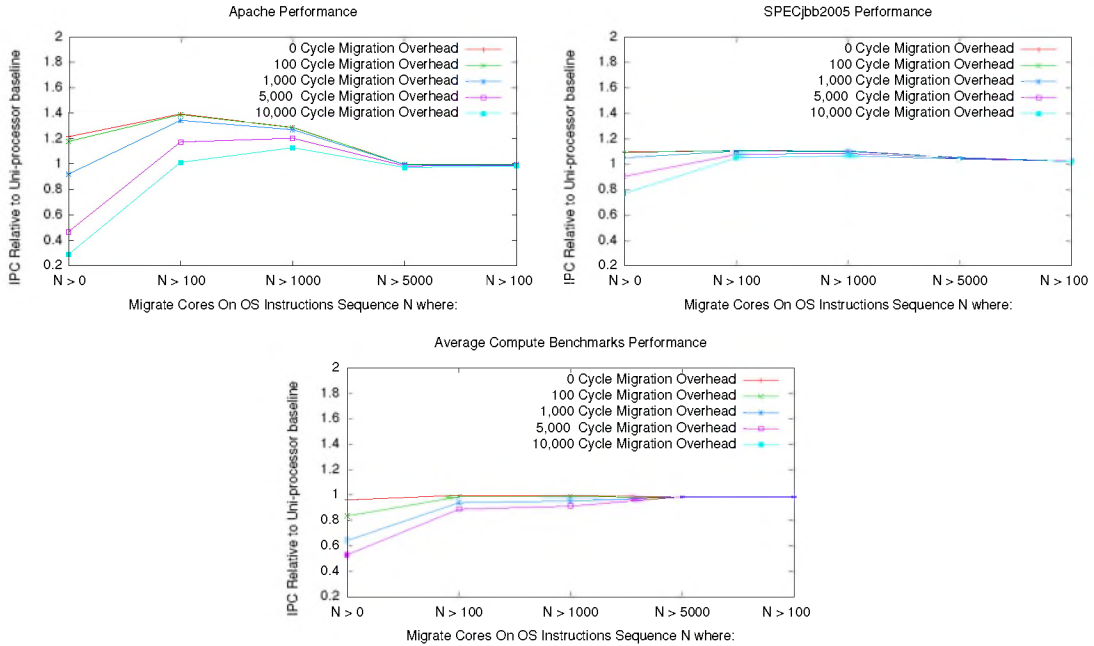 Apache Performance
IPC Relative to Uni-processor baseline
2
1.8
1.6
1.4
1.2
1
0.8
0.6
0.4
0.2
0 Cycle Migration Overhead
100 Cycle Migration Overhead
1,000 Cycle Migration Overhead
5,000 Cycle Migration Overhead
10,000 Cycle Migration Overhead
N > 0 N > 100 N > 1000 N > 5000 N > 100
Migrate Cores On OS Instructions Sequence N where:
SPECjbb2005 Performance
IPC Relative to Uni-processor baseline
2
1.8
1.6
1.4
1.2
1
0.8
0.6
0.4
0.2
0 Cycle Migration Overhead
100 Cycle Migration Overhead
1,000 Cycle Migration Overhead
5,000 Cycle Migration Overhead
10,000 Cycle Migration Overhead
N > 0 N > 100 N > 1000 N > 5000 N > 100
Migrate Cores On OS Instructions Sequence N where:
Average Compute Benchmarks Performance
IPC Relative to Uni-processor baseline
2
1.8
1.6
1.4
1.2
1
0.8
0.6
0.4
0.2
0 Cycle Migration Overhead
100 Cycle Migration Overhead
1,000 Cycle Migration Overhead
5,000 Cycle Migration Overhead
10,000 Cycle Migration Overhead
N > 0 N > 100 N > 1000 N > 5000 N > 100
Migrate Cores On OS Instructions Sequence N where: